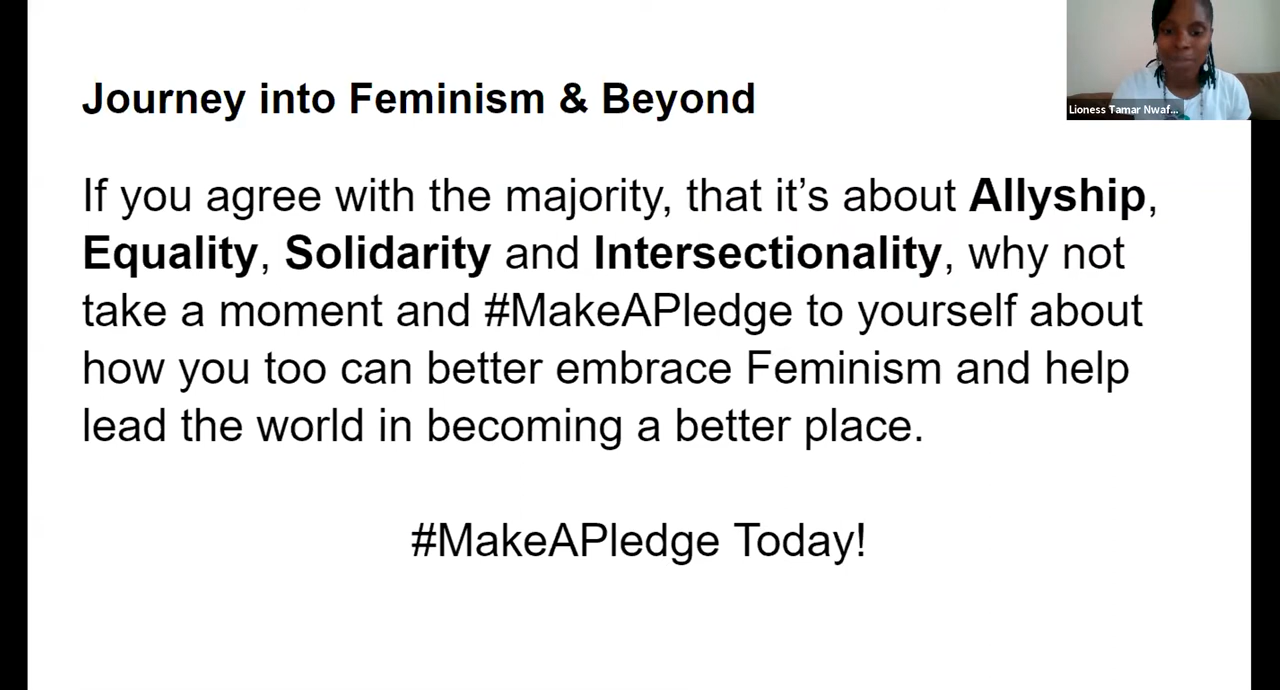 Journey into Feminism & Beyond
Lioness Tamar Nwaf...
If you agree with the majority, that it’s about Allyship,
Equality, Solidarity and Intersectionality, why not
take a moment and #MakeAPledge to yourself about
how you too can better embrace Feminism and help
lead the world in becoming a better place.
#MakeAPledge Today!